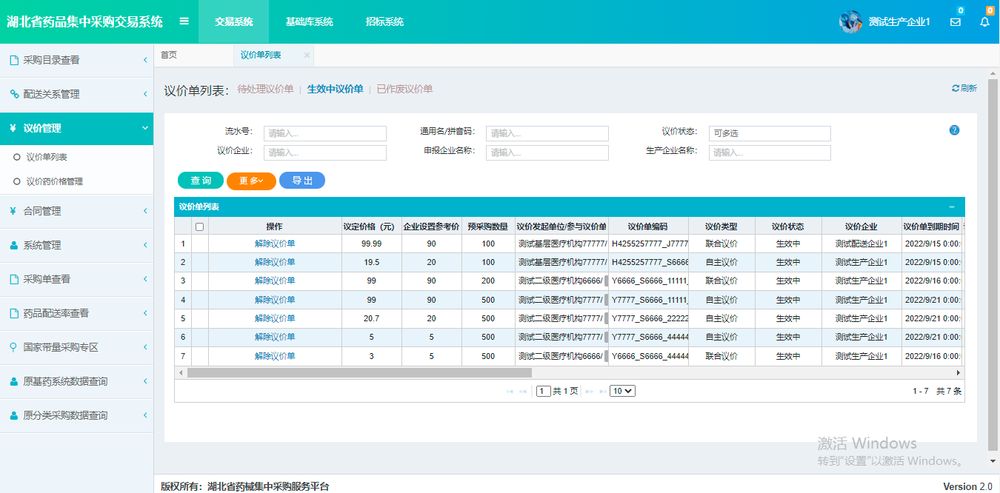 湖北省药品集中采购交易系统 交易系统 基础库系统 招标系统 测试生产企业1 0 0
采购目录查看
配送关系管理
议价管理
议价单列表
议价药价格管理
合同管理
系统管理
采购单查看
药品配送率查看
国家带量采购专区
原基药系统数据查询
原分类采购数据查询
首页 议价单列表 ×
议价单列表： 待处理议价单 | 生效中议价单 | 已作废议价单 刷新
流水号： 请输入... 通用名/拼音码： 请输入... 议价状态： 可多选
议价企业： 请输入... 申报企业名称： 请输入... 生产企业名称： 请输入...
查 询 更 多 导 出
议价单列表
操作 议定价格（元） 企业设置参考价 预采购数量 议价发起单位/参与议价单 议价单编码 议价类型 议价状态 议价企业 议价单到期时间
1 解除议价单 99.99 90 100 测试基层医疗机构77777/ H4255257777_J7777 联合议价 生效中 测试配送企业1 2022/9/15 0:00:
2 解除议价单 19.5 20 100 测试基层医疗机构77777/ H4255257777_S6666 自主议价 生效中 测试生产企业1 2022/9/15 0:00:
3 解除议价单 99 90 200 测试二级医疗机构6666/ Y6666_S6666_11111_ 联合议价 生效中 测试生产企业1 2022/9/16 0:00:
4 解除议价单 99 90 500 测试二级医疗机构7777/ Y7777_S6666_11111_ 自主议价 生效中 测试生产企业1 2022/9/21 0:00:
5 解除议价单 20.7 20 500 测试二级医疗机构7777/ Y7777_S6666_22222 自主议价 生效中 测试生产企业1 2022/9/21 0:00:
6 解除议价单 5 5 500 测试二级医疗机构7777/ Y7777_S6666_44444 自主议价 生效中 测试生产企业1 2022/9/21 0:00:
7 解除议价单 3 5 500 测试二级医疗机构6666/ Y6666_S6666_44444 联合议价 生效中 测试生产企业1 2022/9/16 0:00:
1 共 1 页 10 1 - 7 共 7 条
激活 Windows
转到"设置"以激活 Windows。
版权所有：湖北省药械集中采购服务平台 Version 2.0